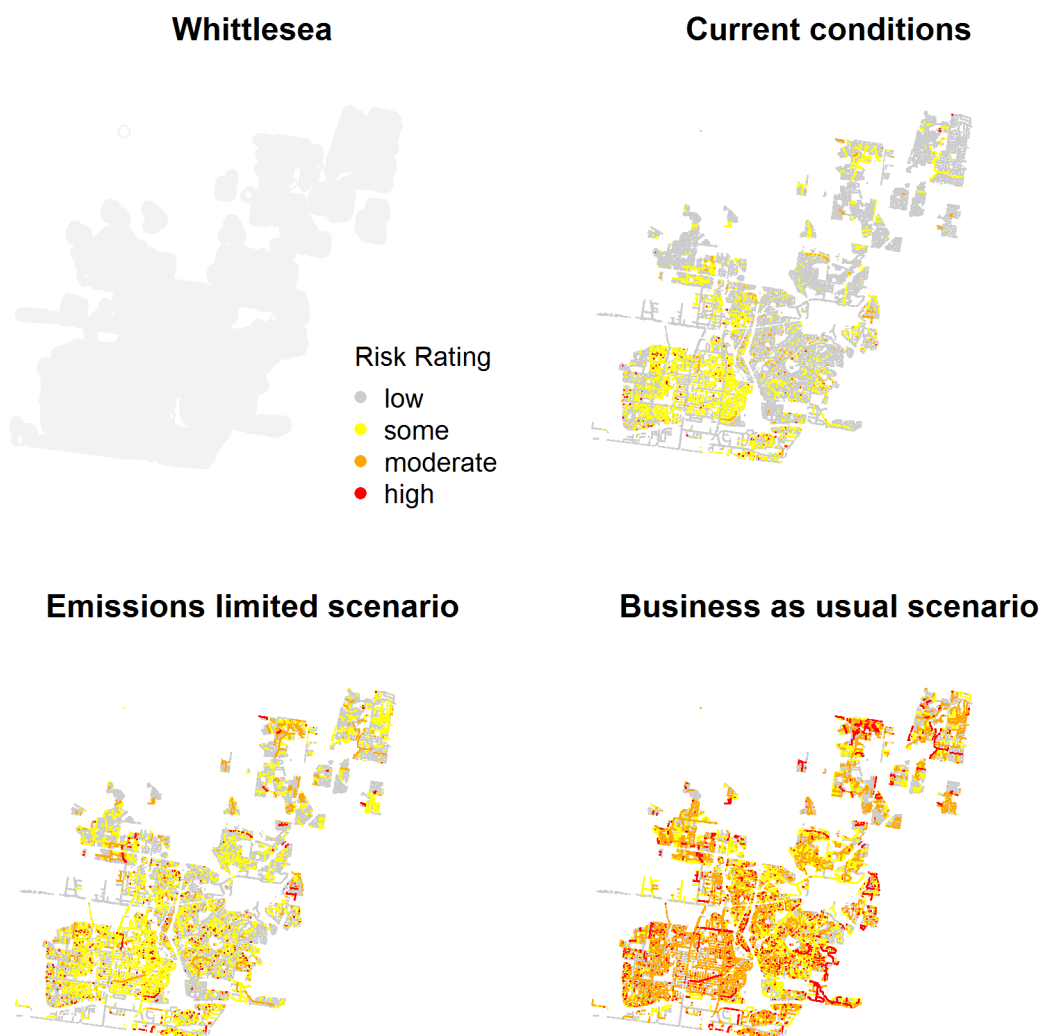 Whittlesea
Current conditions
Risk Rating
low
some
moderate
high
Emissions limited scenario
Business as usual scenario